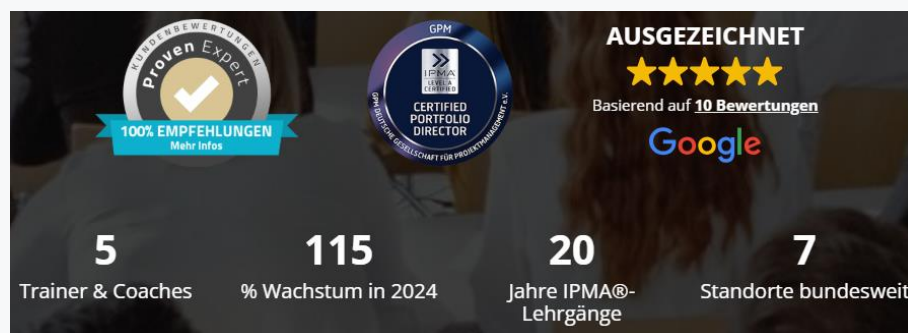 KUNDENBEWERTUNGEN
Proven Expert
100% EMPFEHLUNGEN
Mehr Infos
GPM
IPMA
LEVEL A
CERTIFIED
CERTIFIED
PORTFOLIO
DIRECTOR
GPM DEUTSCHE GESELLSCHAFT FÜR PROJEKTMANAGEMENT e.V.
AUSGEZEICHNET
Basierend auf 10 Bewertungen
Google
5
Trainer & Coaches
115
% Wachstum in 2024
20
Jahre IPMA®-
Lehrgänge
7
Standorte bundesweit